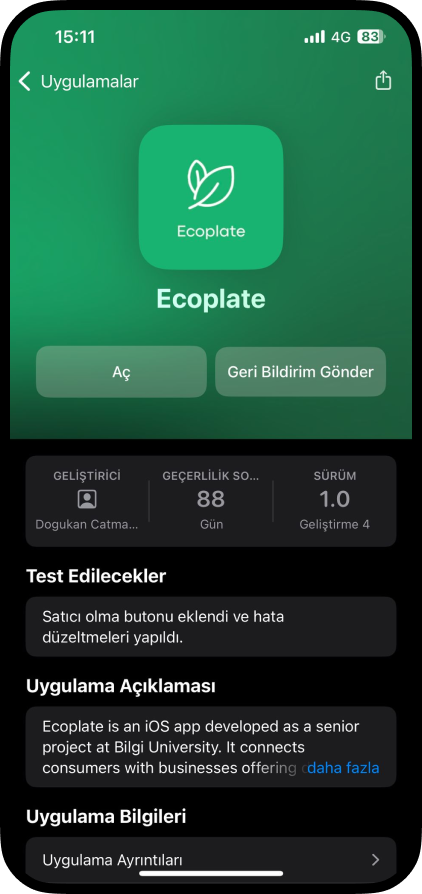 15:11 4G 83
Uygulamalar
Ecoplate
Ecoplate
Aç Geri Bildirim Gönder
GELİŞTİRİCİ GEÇERLİLİK SO... SÜRÜM
88 1.0
Dogukan Catma... Gün Geliştirme 4
Test Edilecekler
Satıcı olma butonu eklendi ve hata
düzeltmeleri yapıldı.
Uygulama Açıklaması
Ecoplate is an iOS app developed as a senior
project at Bilgi University. It connects
consumers with businesses offering daha fazla
Uygulama Bilgileri
Uygulama Ayrıntıları